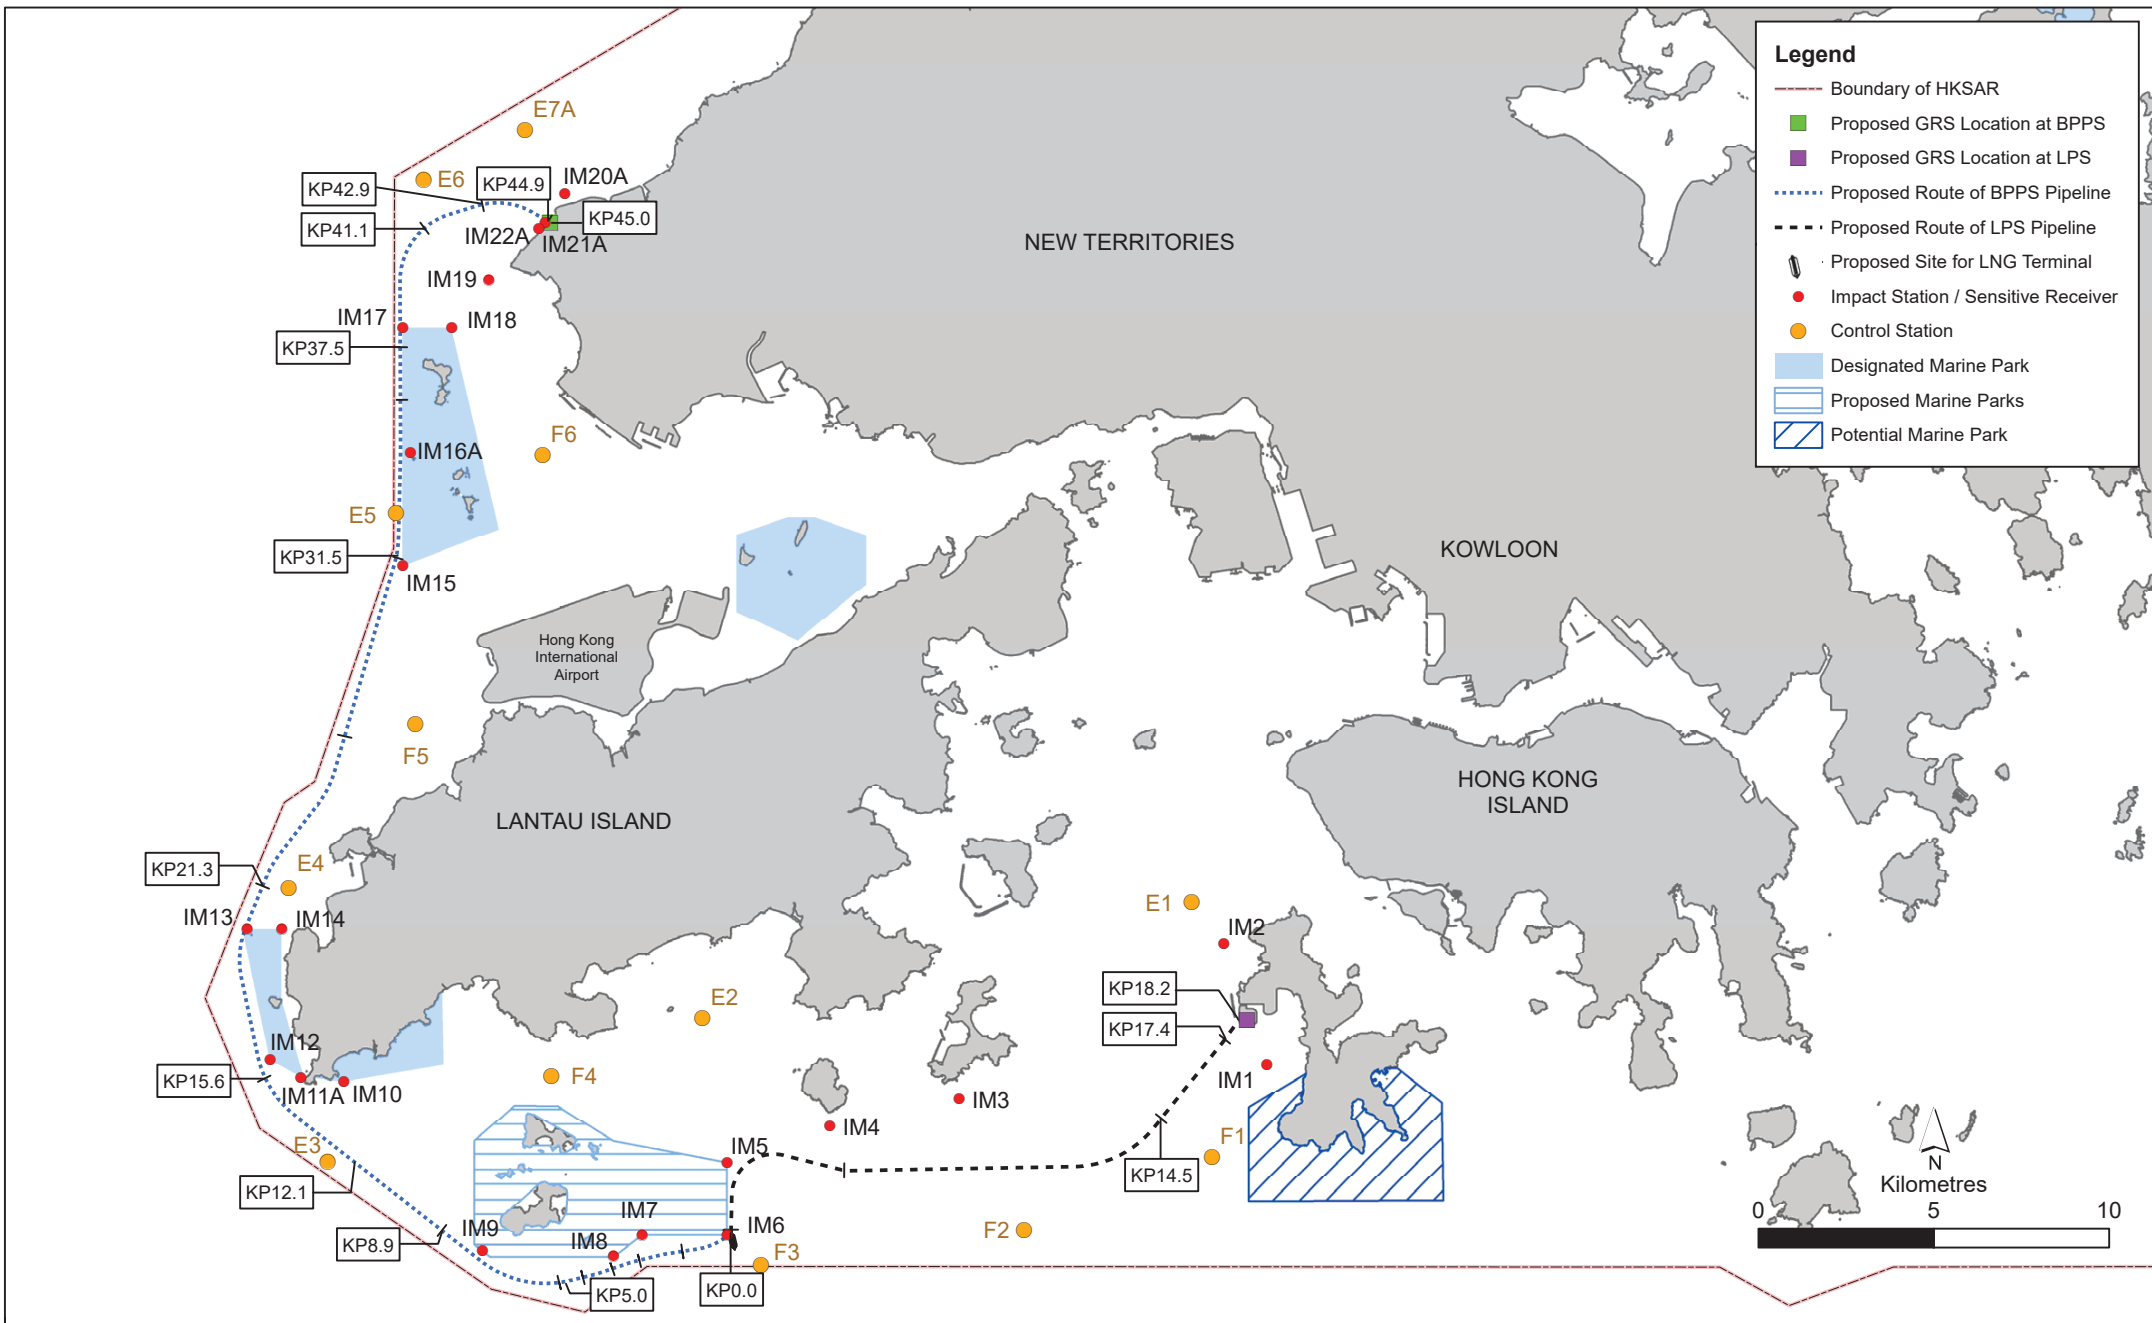 Legend
Boundary of HKSAR
Proposed GRS Location at BPPS
Proposed GRS Location at LPS
Proposed Route of BPPS Pipeline
Proposed Route of LPS Pipeline
Proposed Site for LNG Terminal
Impact Station / Sensitive Receiver
Control Station
Designated Marine Park
Proposed Marine Parks
Potential Marine Park
E7A
E6
KP42.9
KP44.9
IM20A
KP45.0
KP41.1
IM22A
IM21A
NEW TERRITORIES
IM19
IM17
IM18
KP37.5
F6
IM16A
E5
KP31.5
IM15
KOWLOON
Hong Kong
International
Airport
F5
HONG KONG
ISLAND
LANTAU ISLAND
KP21.3
E4
IM13
IM14
E1
IM2
E2
KP18.2
KP17.4
IM12
KP15.6
IM11A
IM10
F4
IM1
IM3
IM4
F1
E3
IM5
KP14.5
KP12.1
IM7
IM9
IM8
IM6
KP8.9
F2
F3
KP5.0
KP0.0
N
Kilometres
0
5
10